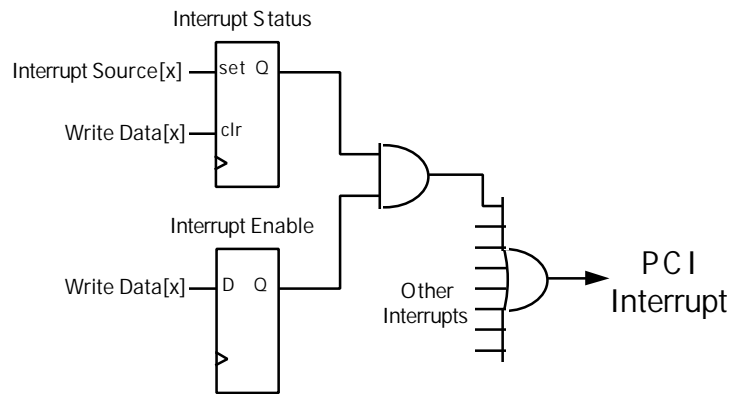 Interrupt Status
Interrupt Source[x]
set Q
Write Data[x]
clr
Interrupt Enable
Write Data[x]
D Q
Other
Interrupts
PCI
Interrupt